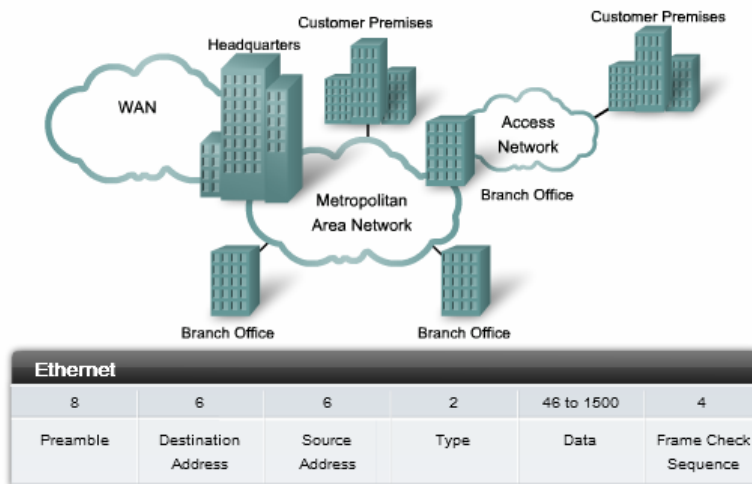 Customer Premises
Customer Premises
Headquarters
WAN
Access
Network
Metropolitan
Area Network
Branch Office
Branch Office
Branch Office
Ethernet
8 6 6 2 46 to 1500 4
Preamble Destination Source Type Data Frame Check
Address Address Sequence